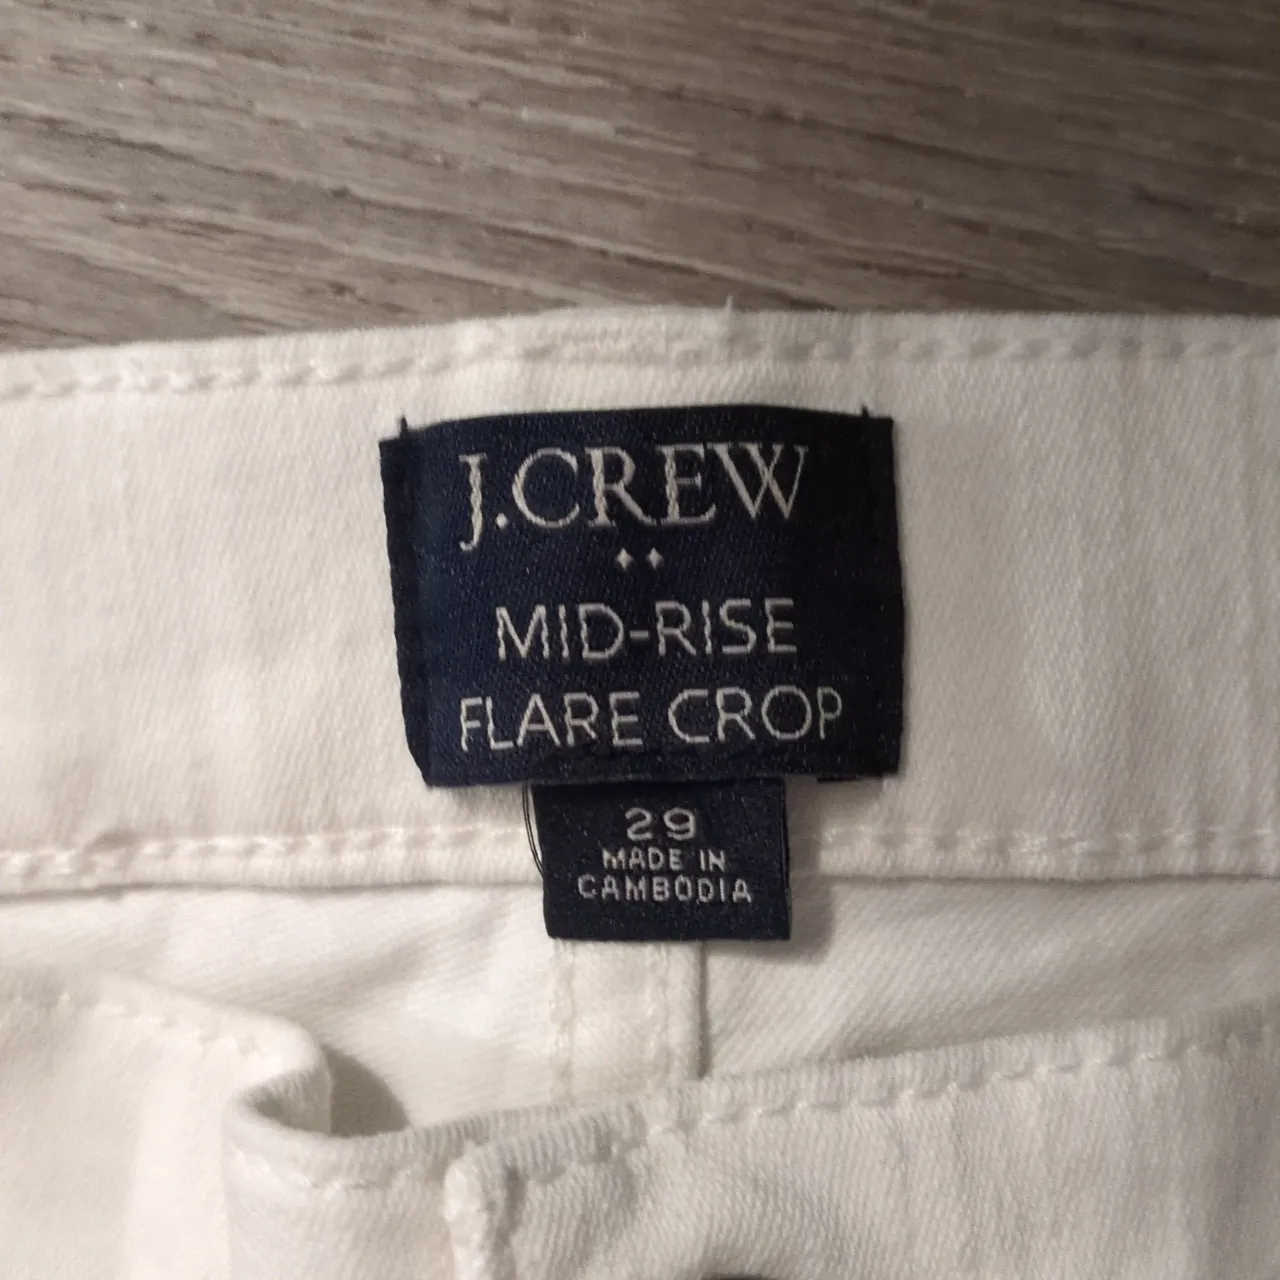 J.CREW
MID-RISE
FLARE CROP
29
MADE IN
CAMBODIA